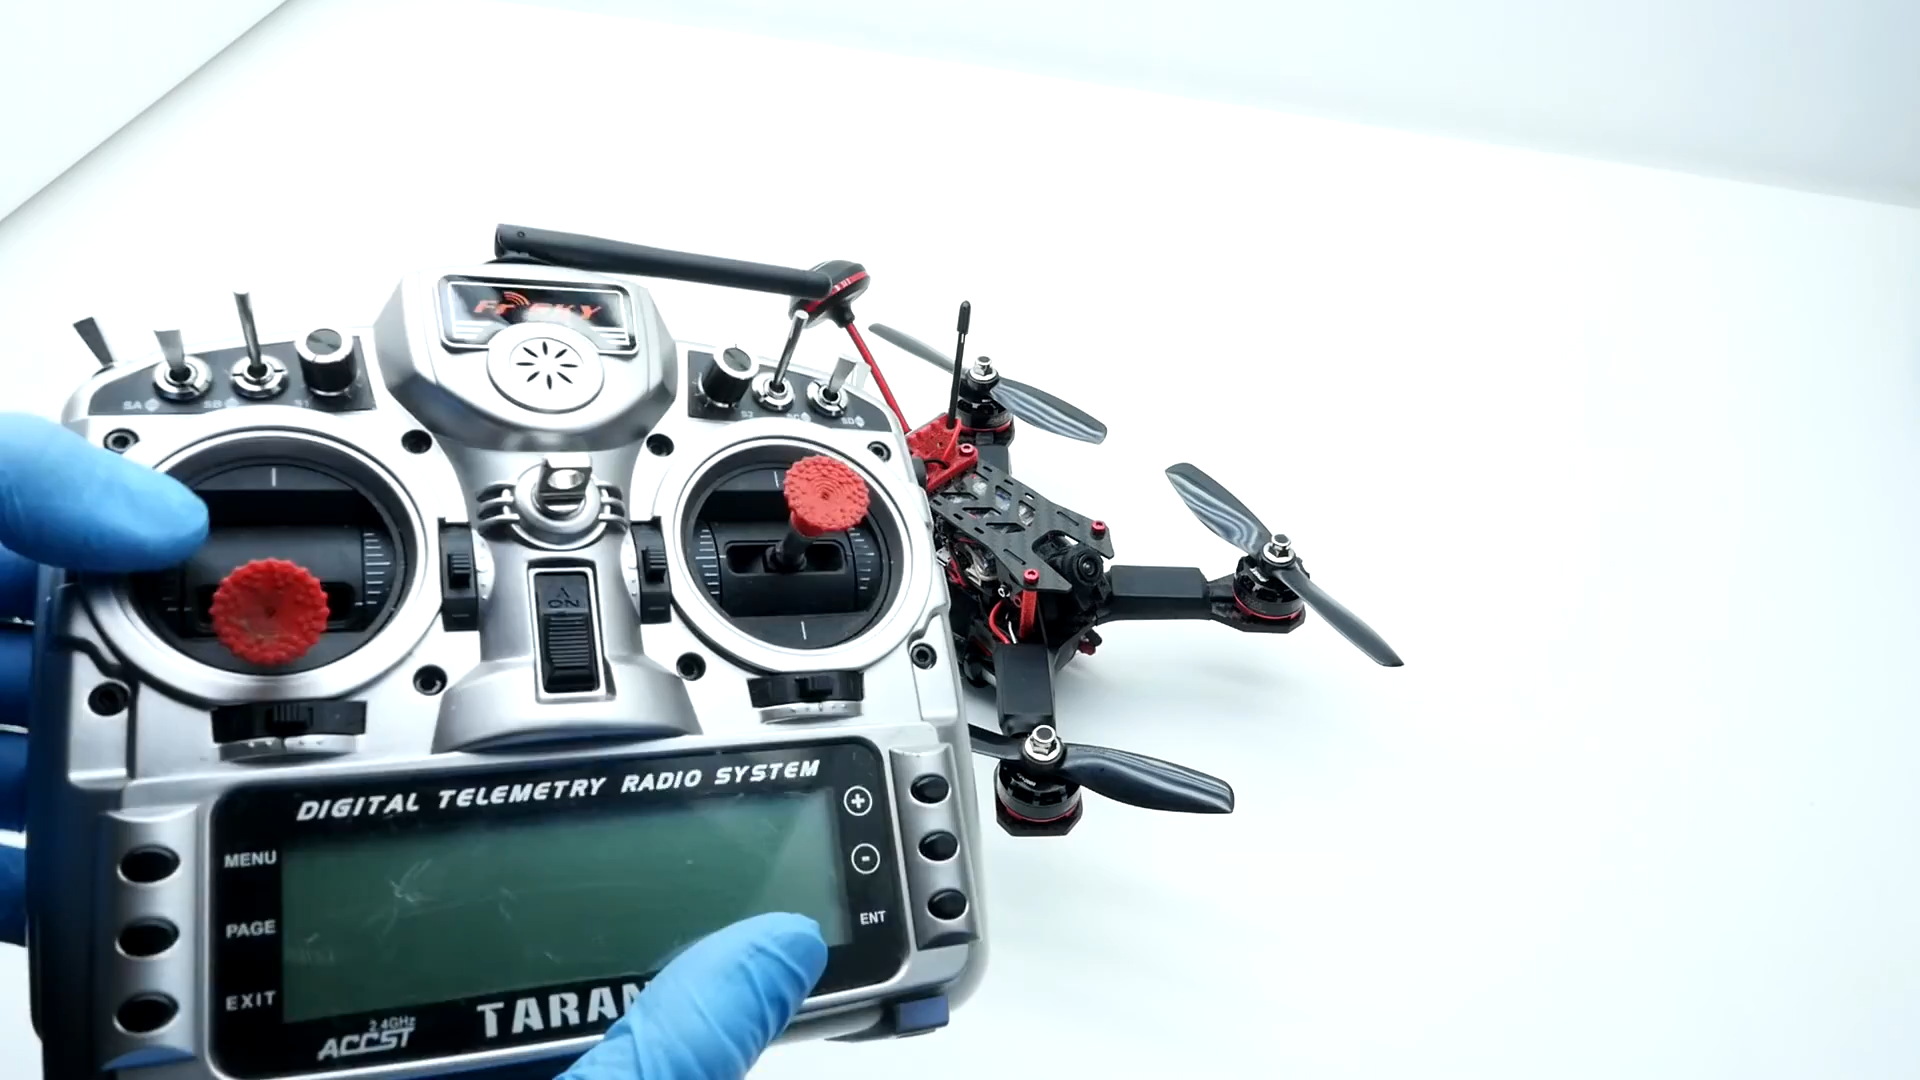 FrSKY
SA SB S1
S2 SC SD
ON
DIGITAL TELEMETRY RADIO SYSTEM
+
MENU
-
PAGE
ENT
EXIT
2.4GHz
ACCST
TARAN